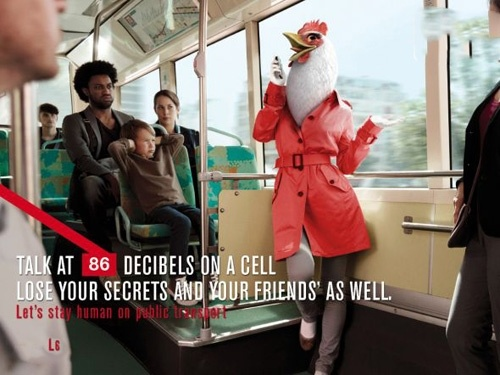 TALK AT 86 DECIBELS ON A CELL
LOSE YOUR SECRETS AND YOUR FRIENDS' AS WELL.
Let's stay human on public transport